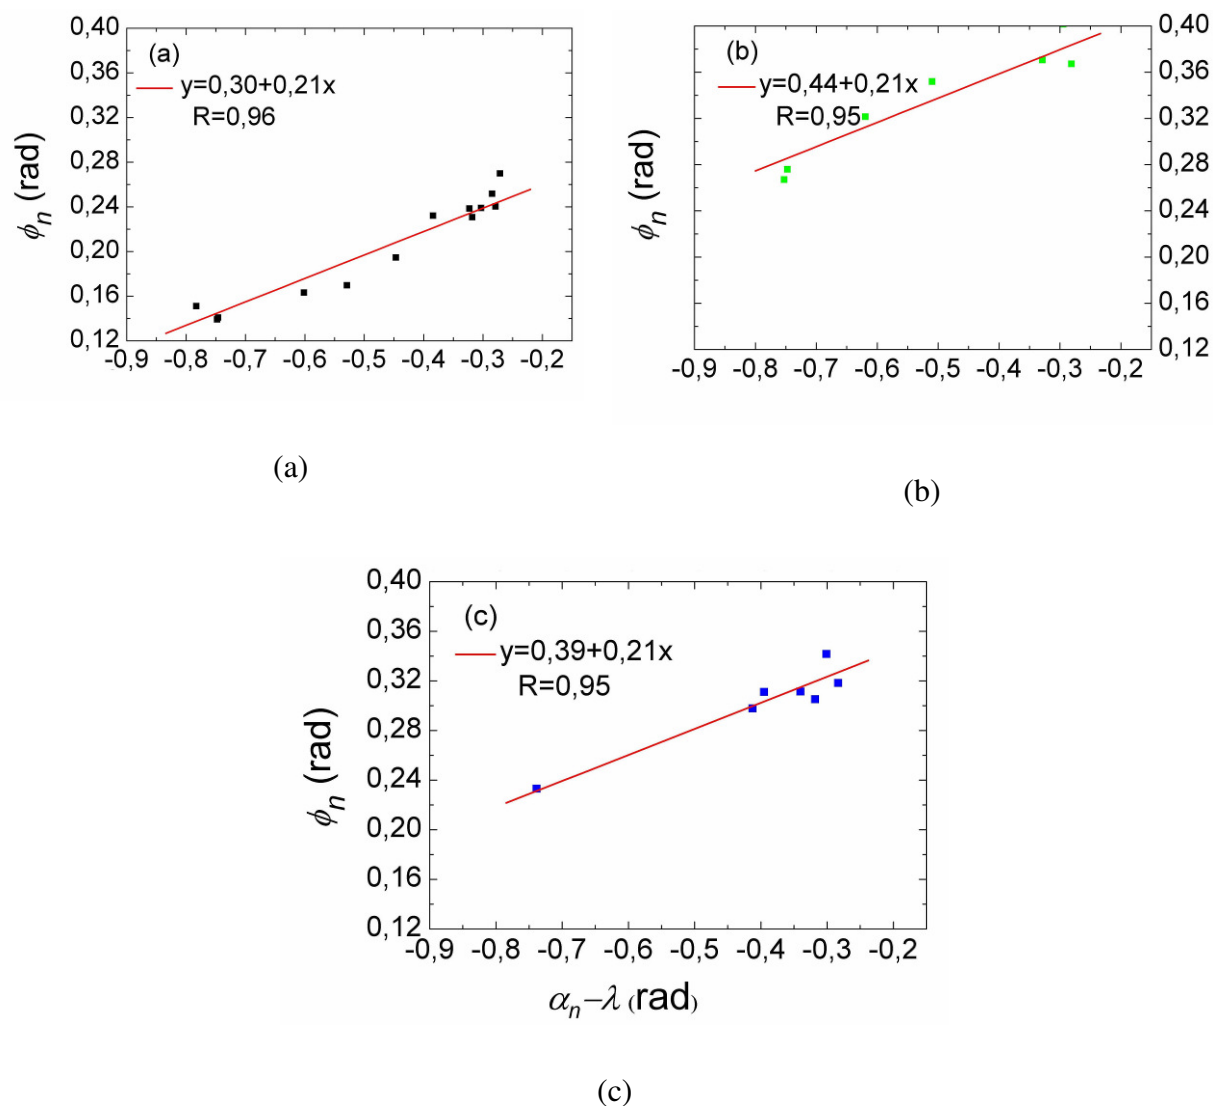 0,40
(a)
0,36
y=0,30+0,21x
0,32
R=0,96
0,28
0,24
0,20
0,16
0,12
ϕn (rad)
-0,9 -0,8 -0,7 -0,6 -0,5 -0,4 -0,3 -0,2
(a)
(b)
y=0,44+0,21x
R=0,95
ϕn (rad)
0,40
0,36
0,32
0,28
0,24
0,20
0,16
0,12
-0,9 -0,8 -0,7 -0,6 -0,5 -0,4 -0,3 -0,2
(b)
0,40
(c)
0,36
y=0,39+0,21x
0,32
R=0,95
0,28
0,24
0,20
0,16
0,12
ϕn (rad)
-0,9 -0,8 -0,7 -0,6 -0,5 -0,4 -0,3 -0,2
αn−λ (rad)
(c)